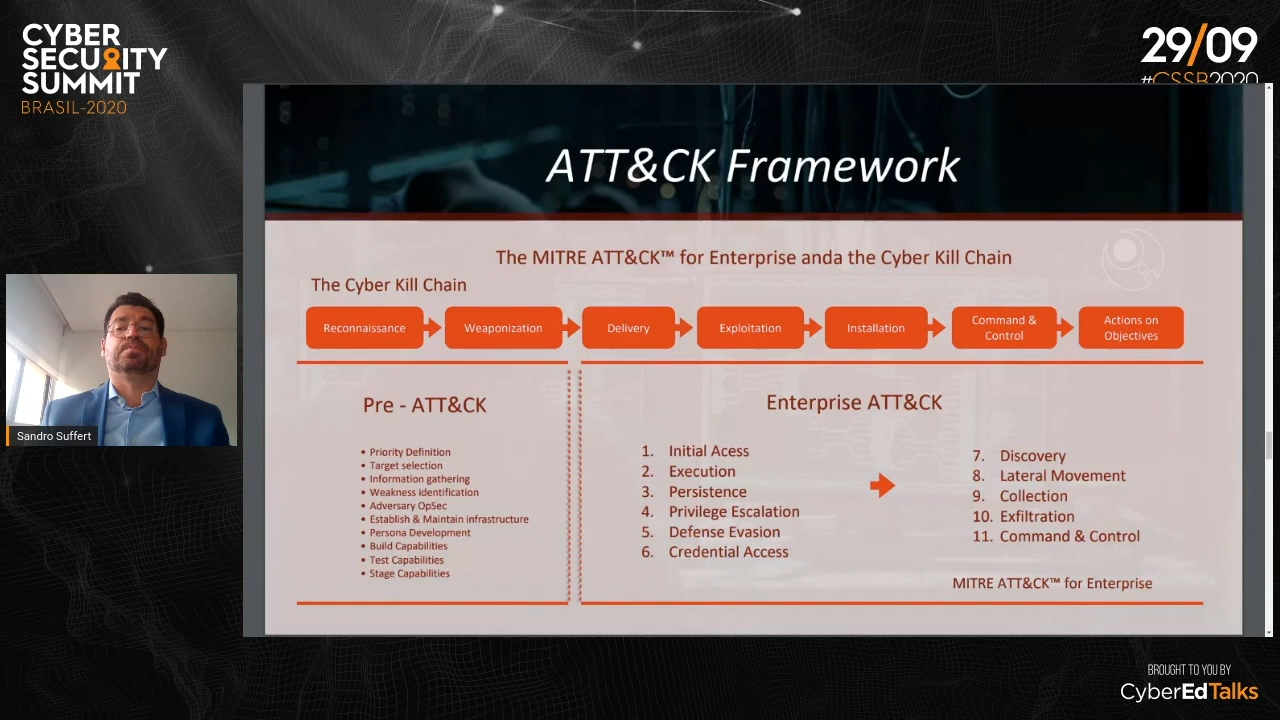 CYBER
SECURITY
SUMMIT
BRASIL-2020
29/09
#CSSB2020
ATT&CK Framework
The MITRE ATT&CK™ for Enterprise anda the Cyber Kill Chain
The Cyber Kill Chain
Reconnaissance
Weaponization
Delivery
Exploitation
Installation
Command &
Control
Actions on
Objectives
Pre - ATT&CK
• Priority Definition
• Target selection
• Information gathering
• Weakness identification
• Adversary OpSec
• Establish & Maintain infrastructure
• Persona Development
• Build Capabilities
• Test Capabilities
• Stage Capabilities
Enterprise ATT&CK
1. Initial Acess
2. Execution
3. Persistence
4. Privilege Escalation
5. Defense Evasion
6. Credential Access
7. Discovery
8. Lateral Movement
9. Collection
10. Exfiltration
11. Command & Control
MITRE ATT&CK™ for Enterprise
Sandro Suffert
BROUGHT TO YOU BY
CyberEdTalks